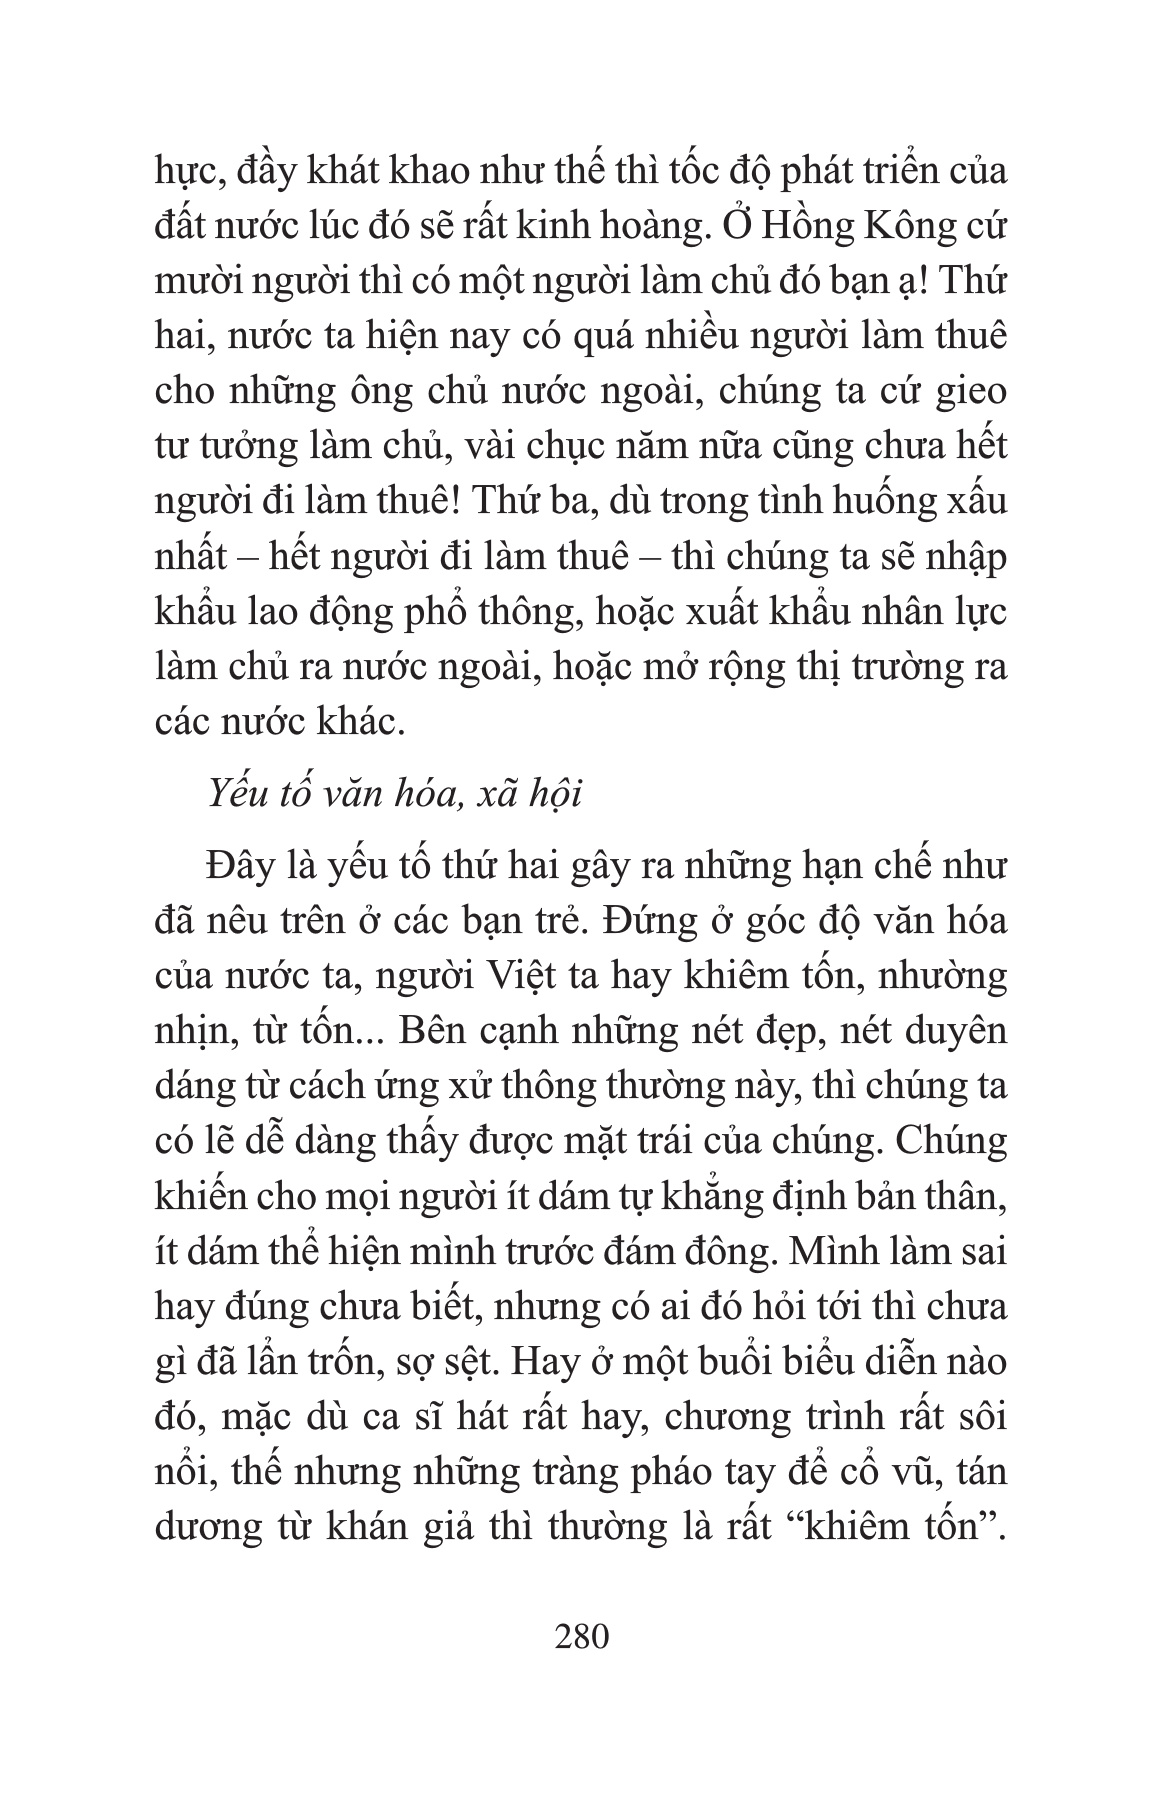 hực, đầy khát khao như thế thì tốc độ phát triển của
đất nước lúc đó sẽ rất kinh hoàng. Ở Hồng Kông cứ
mười người thì có một người làm chủ đó bạn ạ! Thứ
hai, nước ta hiện nay có quá nhiều người làm thuê
cho những ông chủ nước ngoài, chúng ta cứ gieo
tư tưởng làm chủ, vài chục năm nữa cũng chưa hết
người đi làm thuê! Thứ ba, dù trong tình huống xấu
nhất – hết người đi làm thuê – thì chúng ta sẽ nhập
khẩu lao động phổ thông, hoặc xuất khẩu nhân lực
làm chủ ra nước ngoài, hoặc mở rộng thị trường ra
các nước khác.
Yếu tố văn hóa, xã hội
Đây là yếu tố thứ hai gây ra những hạn chế như
đã nêu trên ở các bạn trẻ. Đứng ở góc độ văn hóa
của nước ta, người Việt ta hay khiêm tốn, nhường
nhịn, từ tốn... Bên cạnh những nét đẹp, nét duyên
dáng từ cách ứng xử thông thường này, thì chúng ta
có lẽ dễ dàng thấy được mặt trái của chúng. Chúng
khiến cho mọi người ít dám tự khẳng định bản thân,
ít dám thể hiện mình trước đám đông. Mình làm sai
hay đúng chưa biết, nhưng có ai đó hỏi tới thì chưa
gì đã lẩn trốn, sợ sệt. Hay ở một buổi biểu diễn nào
đó, mặc dù ca sĩ hát rất hay, chương trình rất sôi
nổi, thế nhưng những tràng pháo tay để cổ vũ, tán
dương từ khán giả thì thường là rất “khiêm tốn”.
280